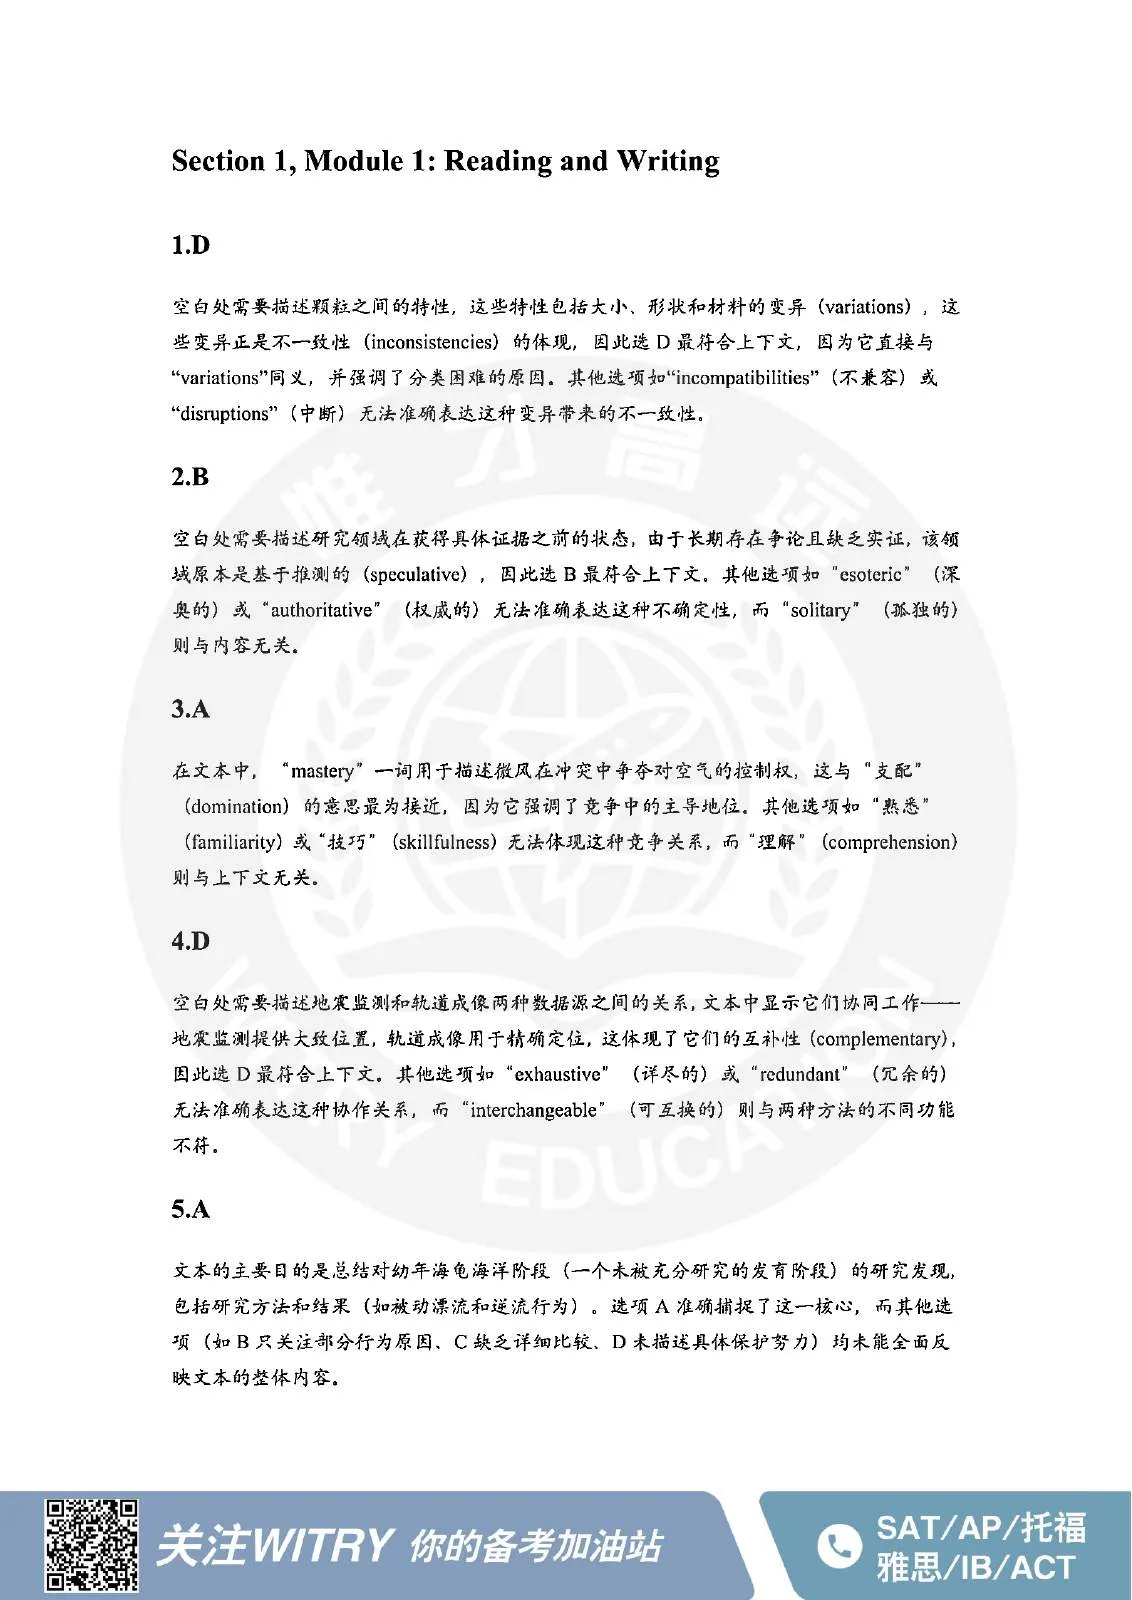 Section 1, Module 1: Reading and Writing
1.D
空白处需要描述颗粒之间的特性，这些特性包括大小、形状和材料的变异（variations），这
些变异正是不一致性（inconsistencies）的体现，因此选 D 最符合上下文，因为它直接与
“variations”同义，并强调了分类困难的原因。其他选项如“incompatibilities”（不兼容）或
“disruptions”（中断）无法准确表达这种变异带来的不一致性。
2.B
空白处需要描述研究领域在获得具体证据之前的状态，由于长期存在争论且缺乏实证，该领
域原本是基于推测的（speculative），因此选 B 最符合上下文。其他选项如 "esoteric"（深
奥的）或 "authoritative"（权威的）无法准确表达这种不确定性，而 "solitary"（孤独的）
则与内容无关。
3.A
在文本中，“mastery”一词用于描述微风在冲突中争夺对空气的控制权，这与“支配”
（domination）的意思最为接近，因为它强调了竞争中的主导地位。其他选项如“熟悉”
（familiarity）或“技巧”（skillfulness）无法体现这种竞争关系，而“理解”（comprehension）
则与上下文无关。
4.D
空白处需要描述地震监测和轨道成像两种数据源之间的关系，文本中显示它们协同工作——
地震监测提供大致位置，轨道成像用于精确定位，这体现了它们的互补性（complementary），
因此选 D 最符合上下文。其他选项如 “exhaustive”（详尽的）或 “redundant”（冗余的）
无法准确表达这种协作关系，而 “interchangeable”（可互换的）则与两种方法的不同功能
不符。
5.A
文本的主要目的是总结对幼年海龟海洋阶段（一个未被充分研究的发育阶段）的研究发现，
包括研究方法和结果（如被动漂流和逆流行为）。选项 A 准确捕捉了这一核心，而其他选
项（如 B 只关注部分行为原因、C 缺乏详细比较、D 未描述具体保护努力）均未能全面反
映文本的整体内容。
惟才高远
WITRY EDUCATION
关注WITRY 你的备考加油站
SAT/AP/托福
雅思/IB/ACT